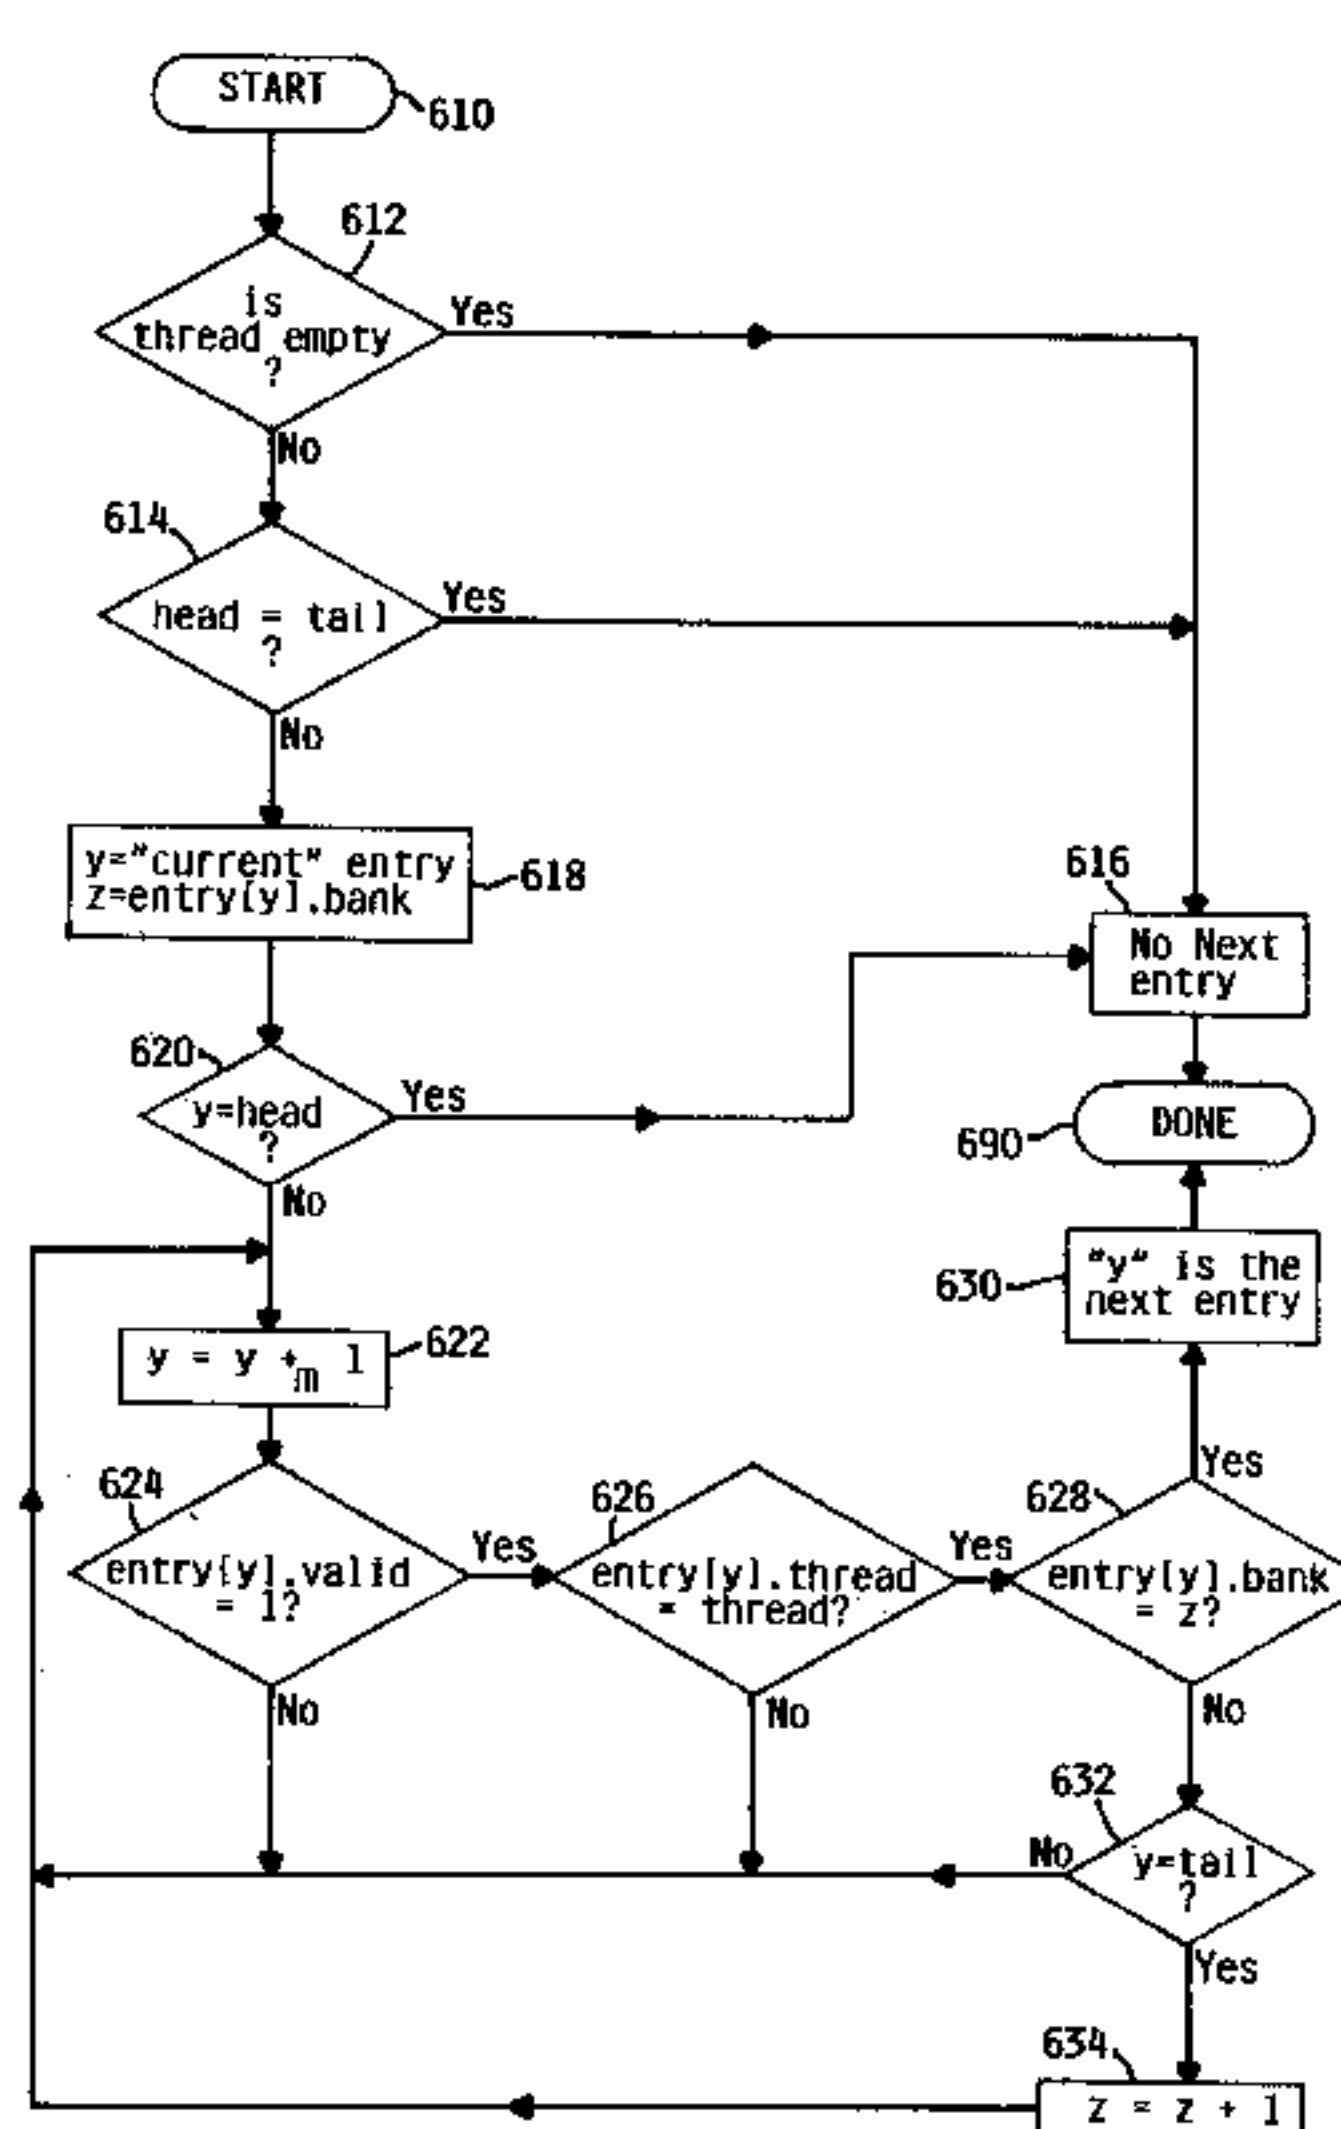 START
610
612
is
thread empty
?
Yes
No
614
head = tail
?
Yes
No
y="current" entry
z=entry[y].bank
618
616
No Next
entry
620
y=head
?
Yes
No
DONE
690
"y" is the
next entry
630
y = y +m 1
622
624
entry[y].valid
= 1?
Yes
No
626
entry[y].thread
= thread?
Yes
No
628
entry[y].bank
= z?
Yes
No
632
y=tail
?
No
Yes
634
z = z + 1